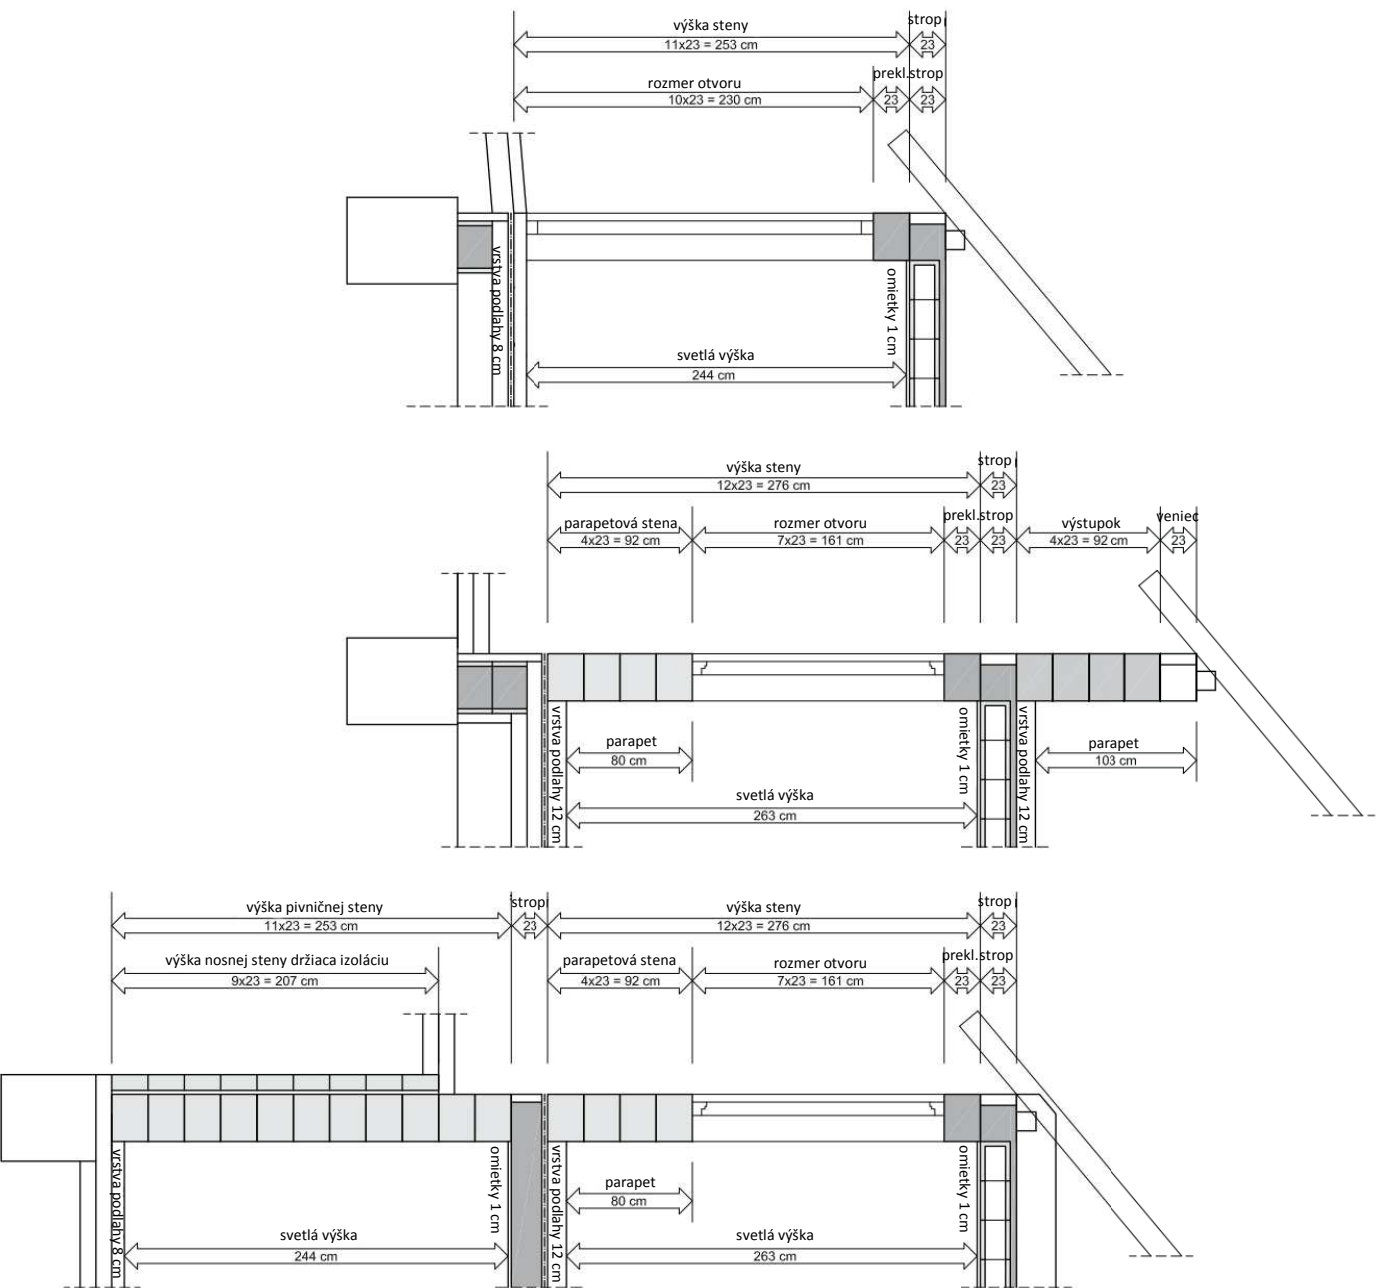 výška steny
11x23 = 253 cm
strop
23
rozmer otvoru
10x23 = 230 cm
prekl.
23
strop
23
vrstva podlahy 8 cm
omietky 1 cm
svetlá výška
244 cm
výška steny
12x23 = 276 cm
strop
23
parapetová stena
4x23 = 92 cm
rozmer otvoru
7x23 = 161 cm
prekl.
23
strop
23
výstupok
4x23 = 92 cm
veniec
23
vrstva podlahy 12 cm
parapet
80 cm
omietky 1 cm
vrstva podlahy 12 cm
parapet
103 cm
svetlá výška
263 cm
výška pivničnej steny
11x23 = 253 cm
strop
23
výška steny
12x23 = 276 cm
strop
23
výška nosnej steny držiaca izoláciu
9x23 = 207 cm
parapetová stena
4x23 = 92 cm
rozmer otvoru
7x23 = 161 cm
prekl.
23
strop
23
vrstva podlahy 8 cm
omietky 1 cm
vrstva podlahy 12 cm
parapet
80 cm
omietky 1 cm
svetlá výška
244 cm
svetlá výška
263 cm